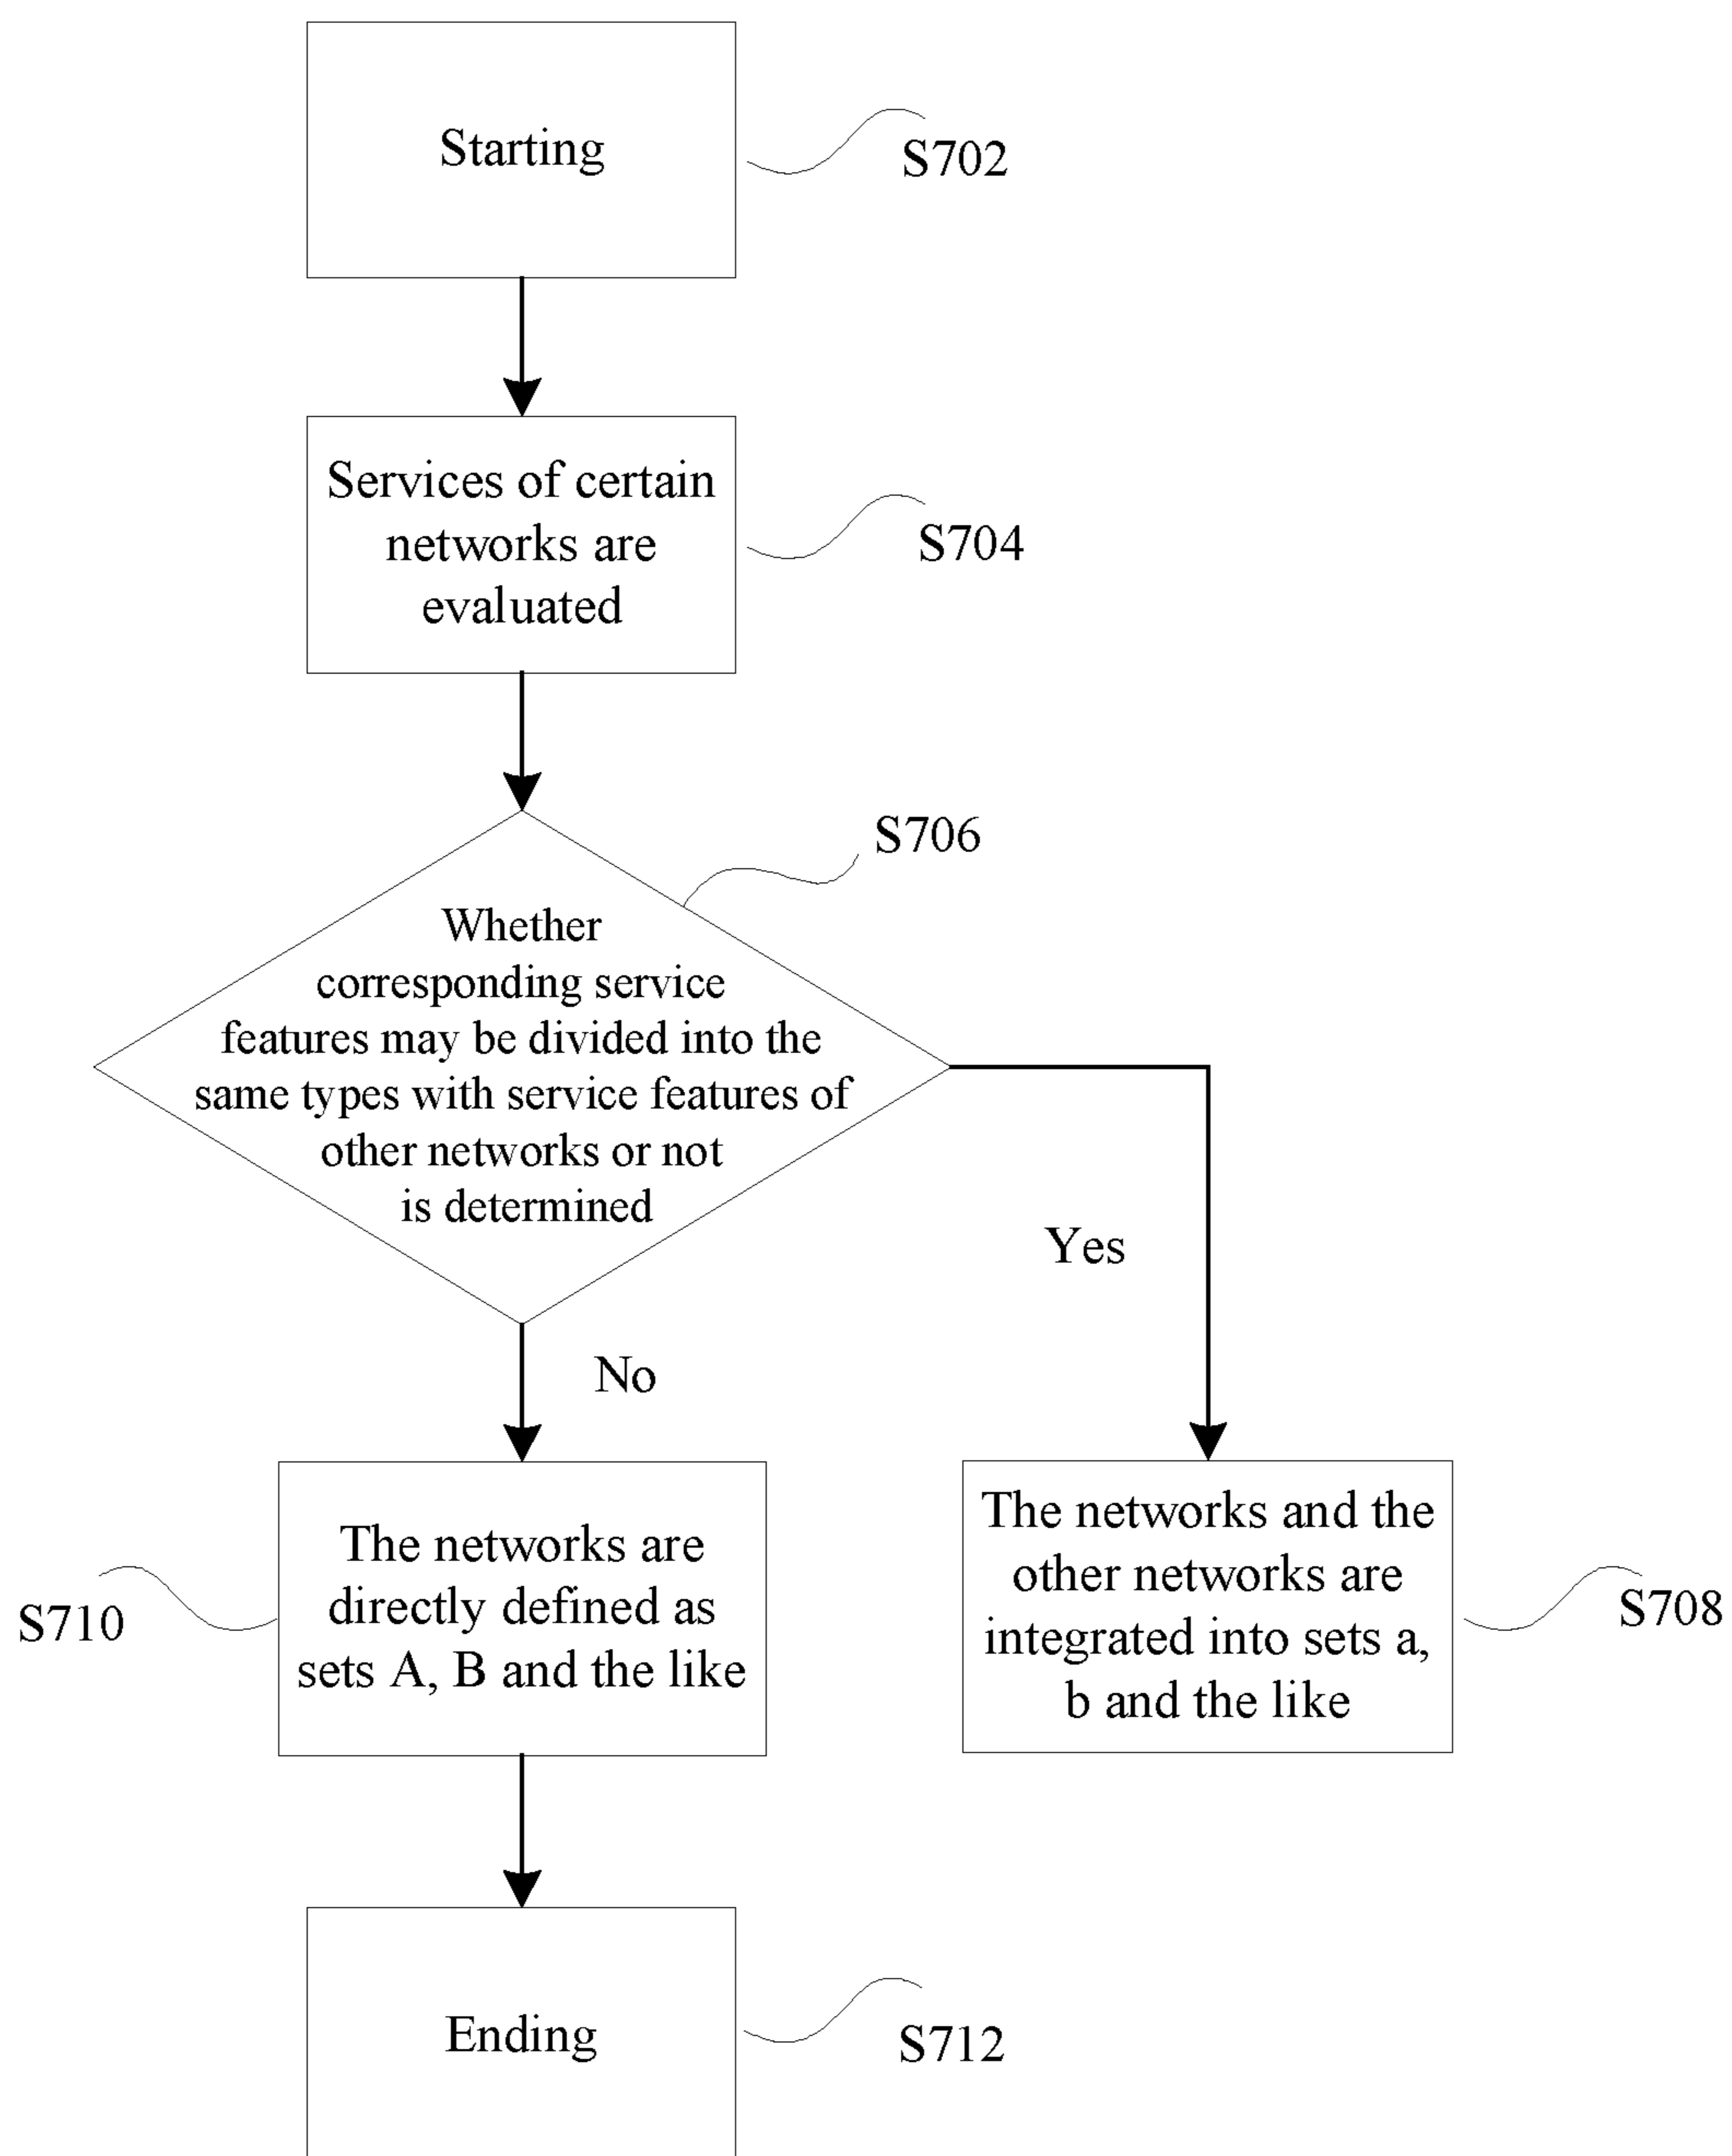 Starting
S702
Services of certain
networks are
evaluated
S704
S706
Whether
corresponding service
features may be divided into the
same types with service features of
other networks or not
is determined
Yes
No
The networks are
directly defined as
sets A, B and the like
S710
The networks and the
other networks are
integrated into sets a,
b and the like
S708
Ending
S712